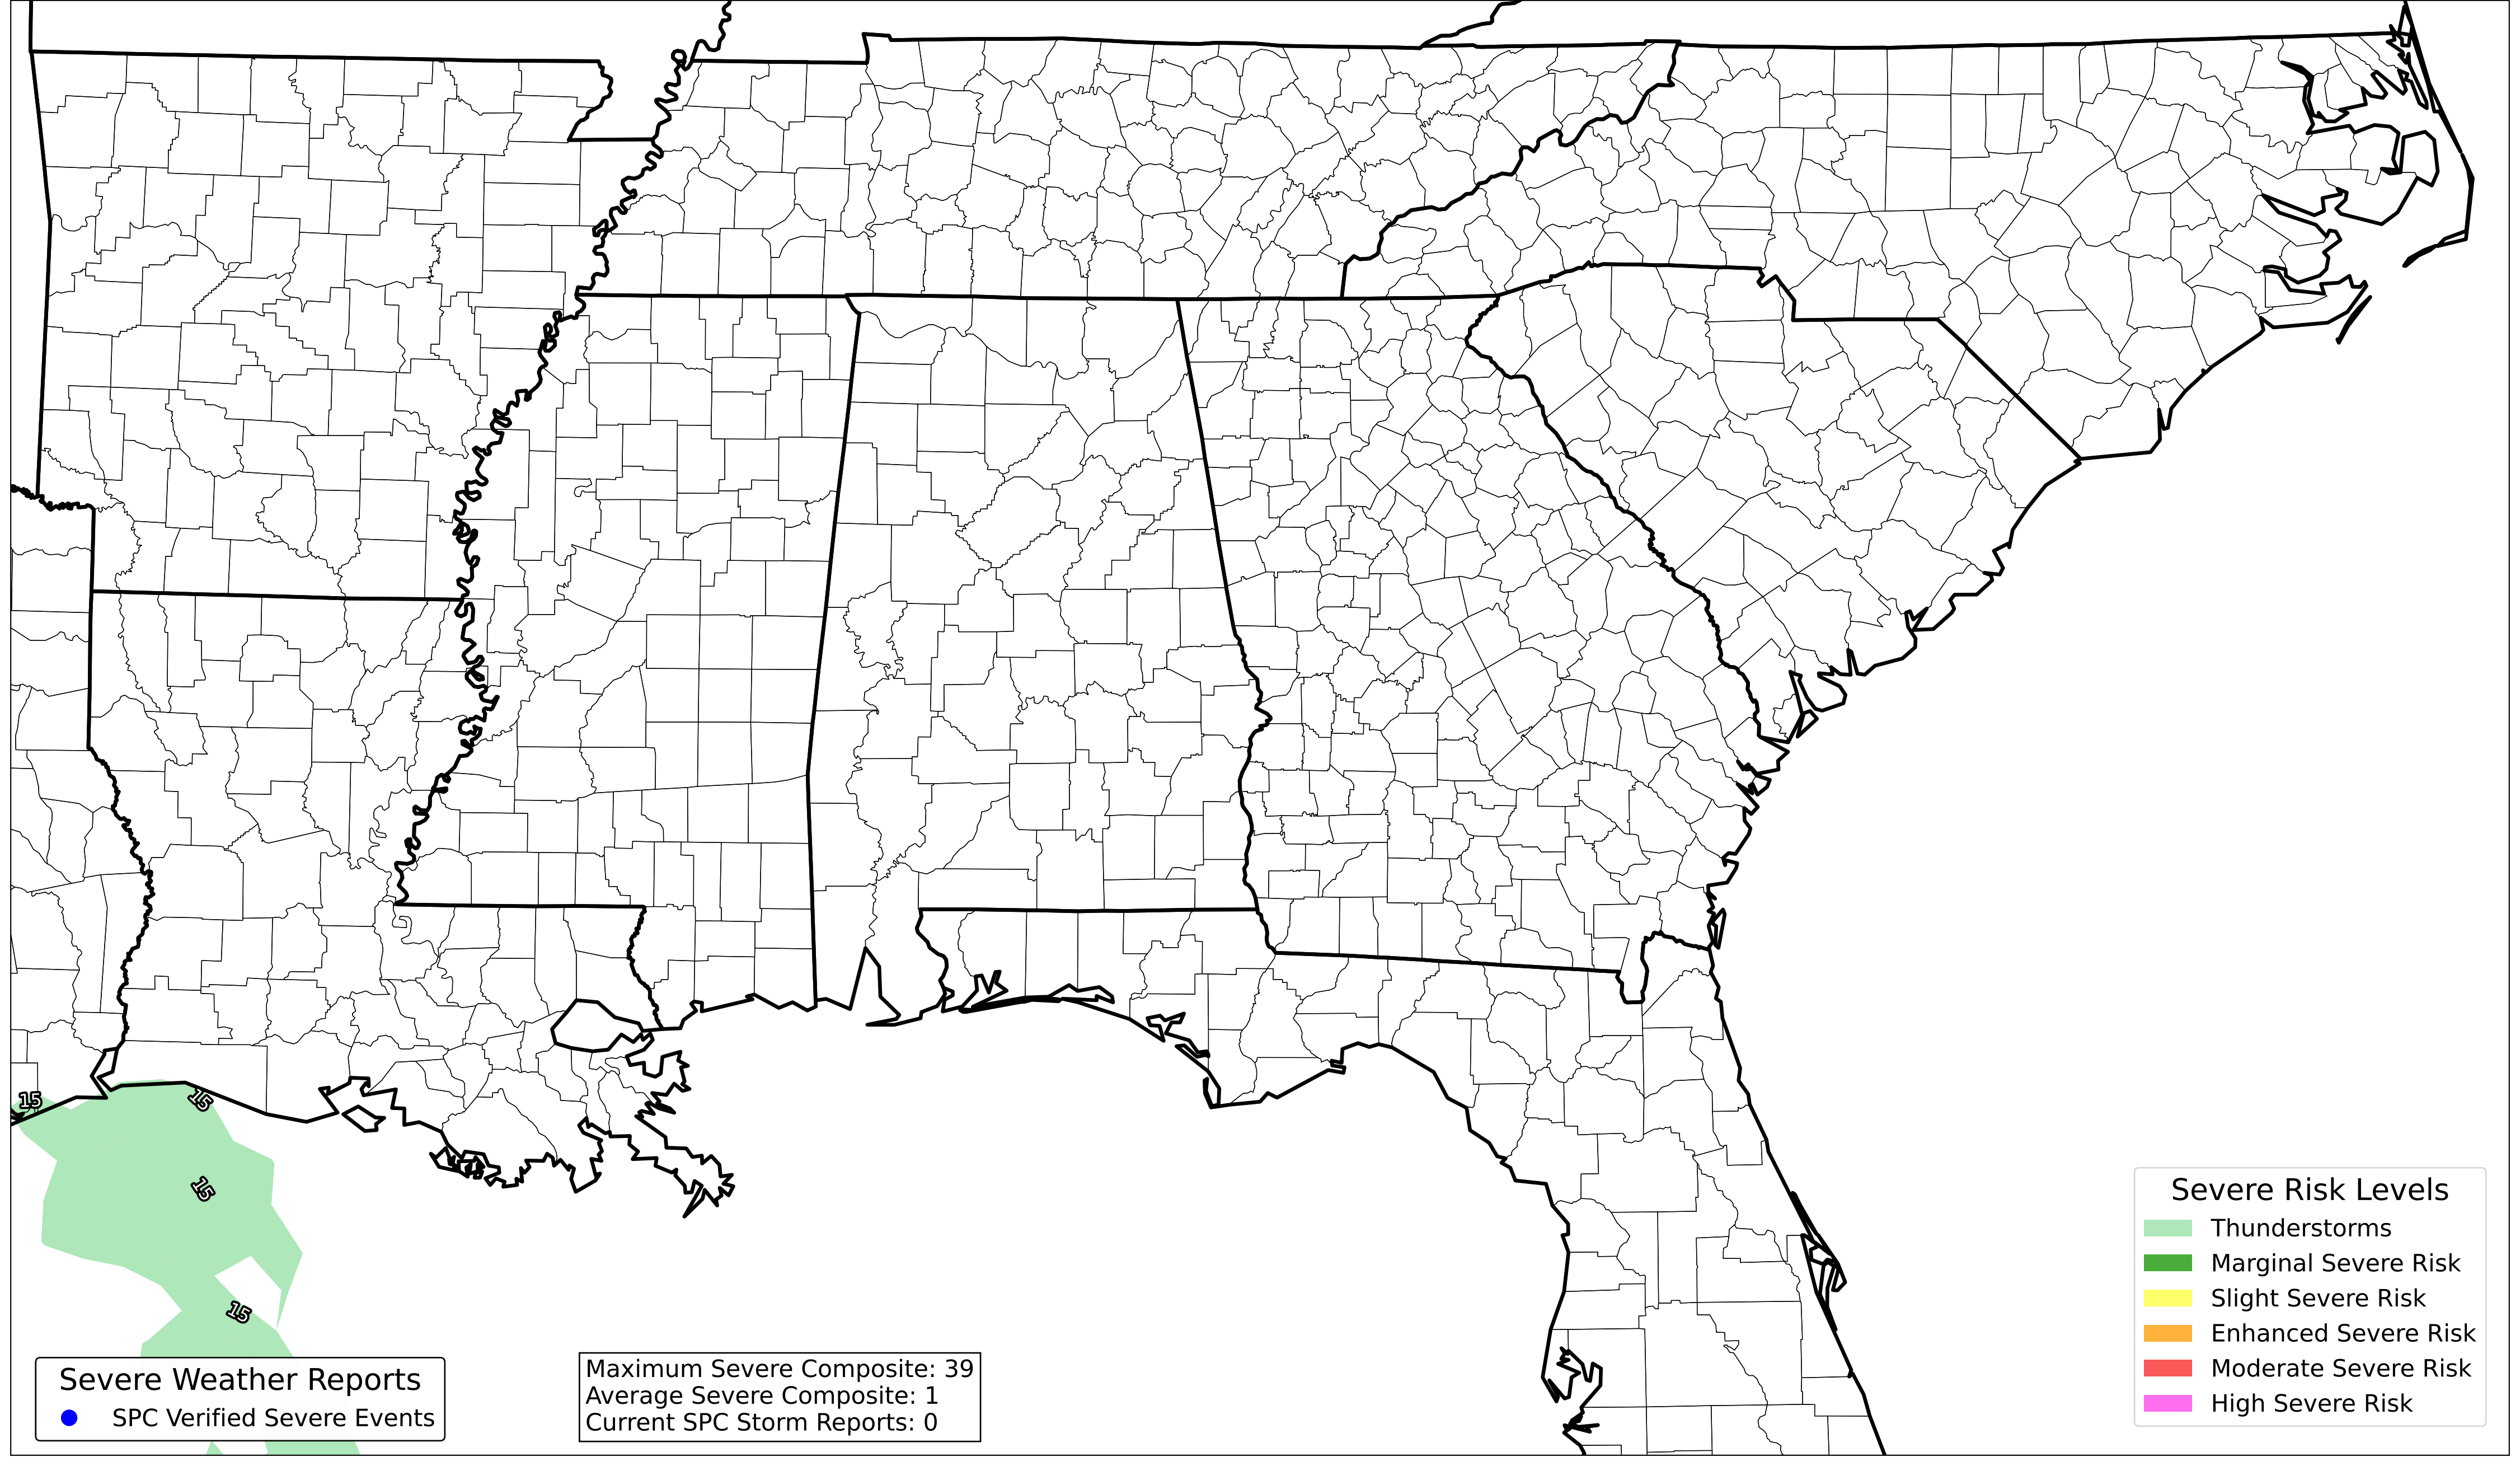 15
15
15
15
Severe Weather Reports
SPC Verified Severe Events
Maximum Severe Composite: 39
Average Severe Composite: 1
Current SPC Storm Reports: 0
Severe Risk Levels
Thunderstorms
Marginal Severe Risk
Slight Severe Risk
Enhanced Severe Risk
Moderate Severe Risk
High Severe Risk